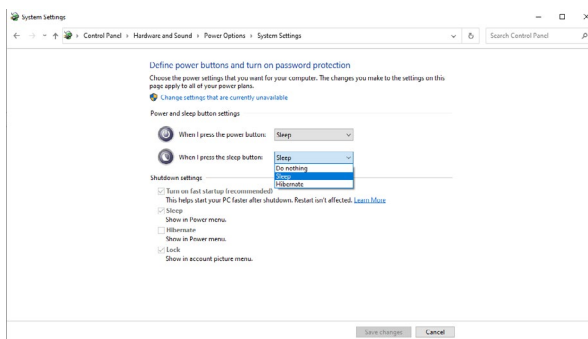 System Settings
Control Panel > Hardware and Sound > Power Options > System Settings
Search Control Panel
Define power buttons and turn on password protection
Choose the power settings that you want for your computer. The changes you make to the settings on this
page apply to all of your power plans.
Change settings that are currently unavailable
Power and sleep button settings
When I press the power button: Sleep
When I press the sleep button: Sleep
Do nothing
Sleep
Hibernate
Shutdown settings
Turn on fast startup (recommended)
This helps start your PC faster after shutdown. Restart isn't affected. Learn More
Sleep
Show in Power menu.
Hibernate
Show in Power menu.
Lock
Show in account picture menu.
Save changes Cancel